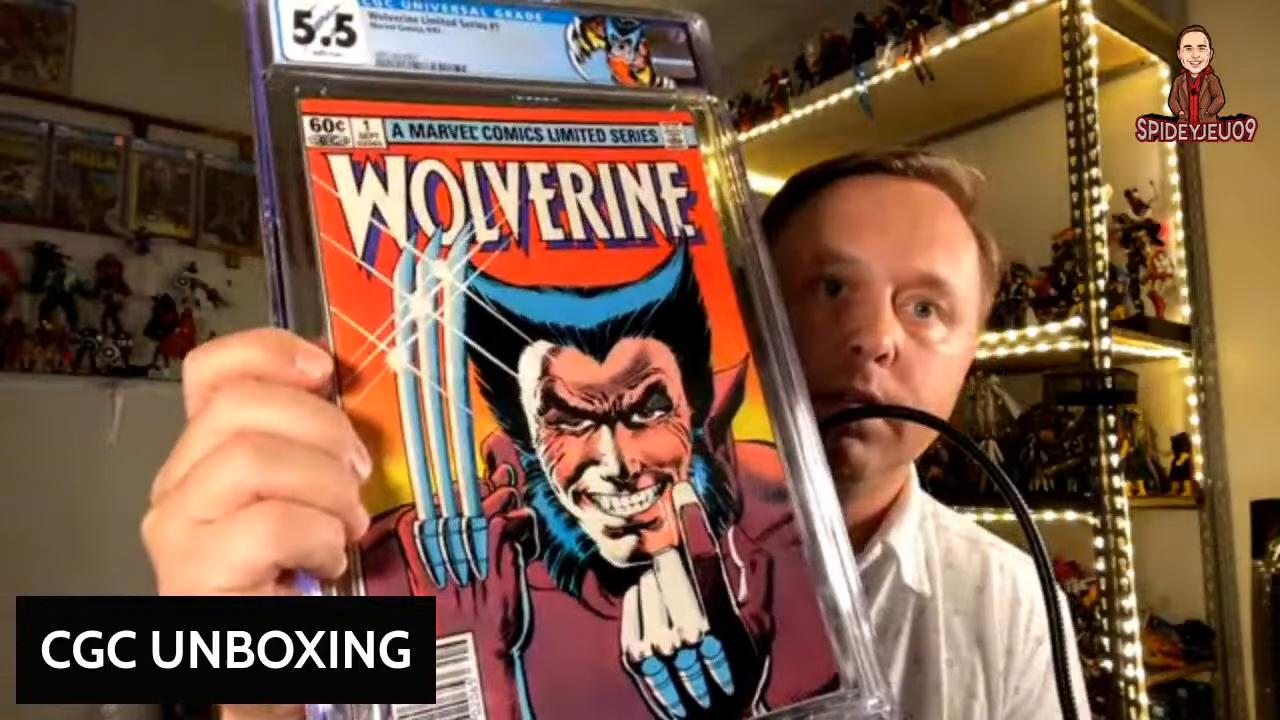 CGC UNIVERSAL GRADE
5.5
Wolverine Limited Series #1
SPIDEYJEU09
60¢
1
SEPT
A MARVEL COMICS LIMITED SERIES
WOLVERINE
CGC UNBOXING